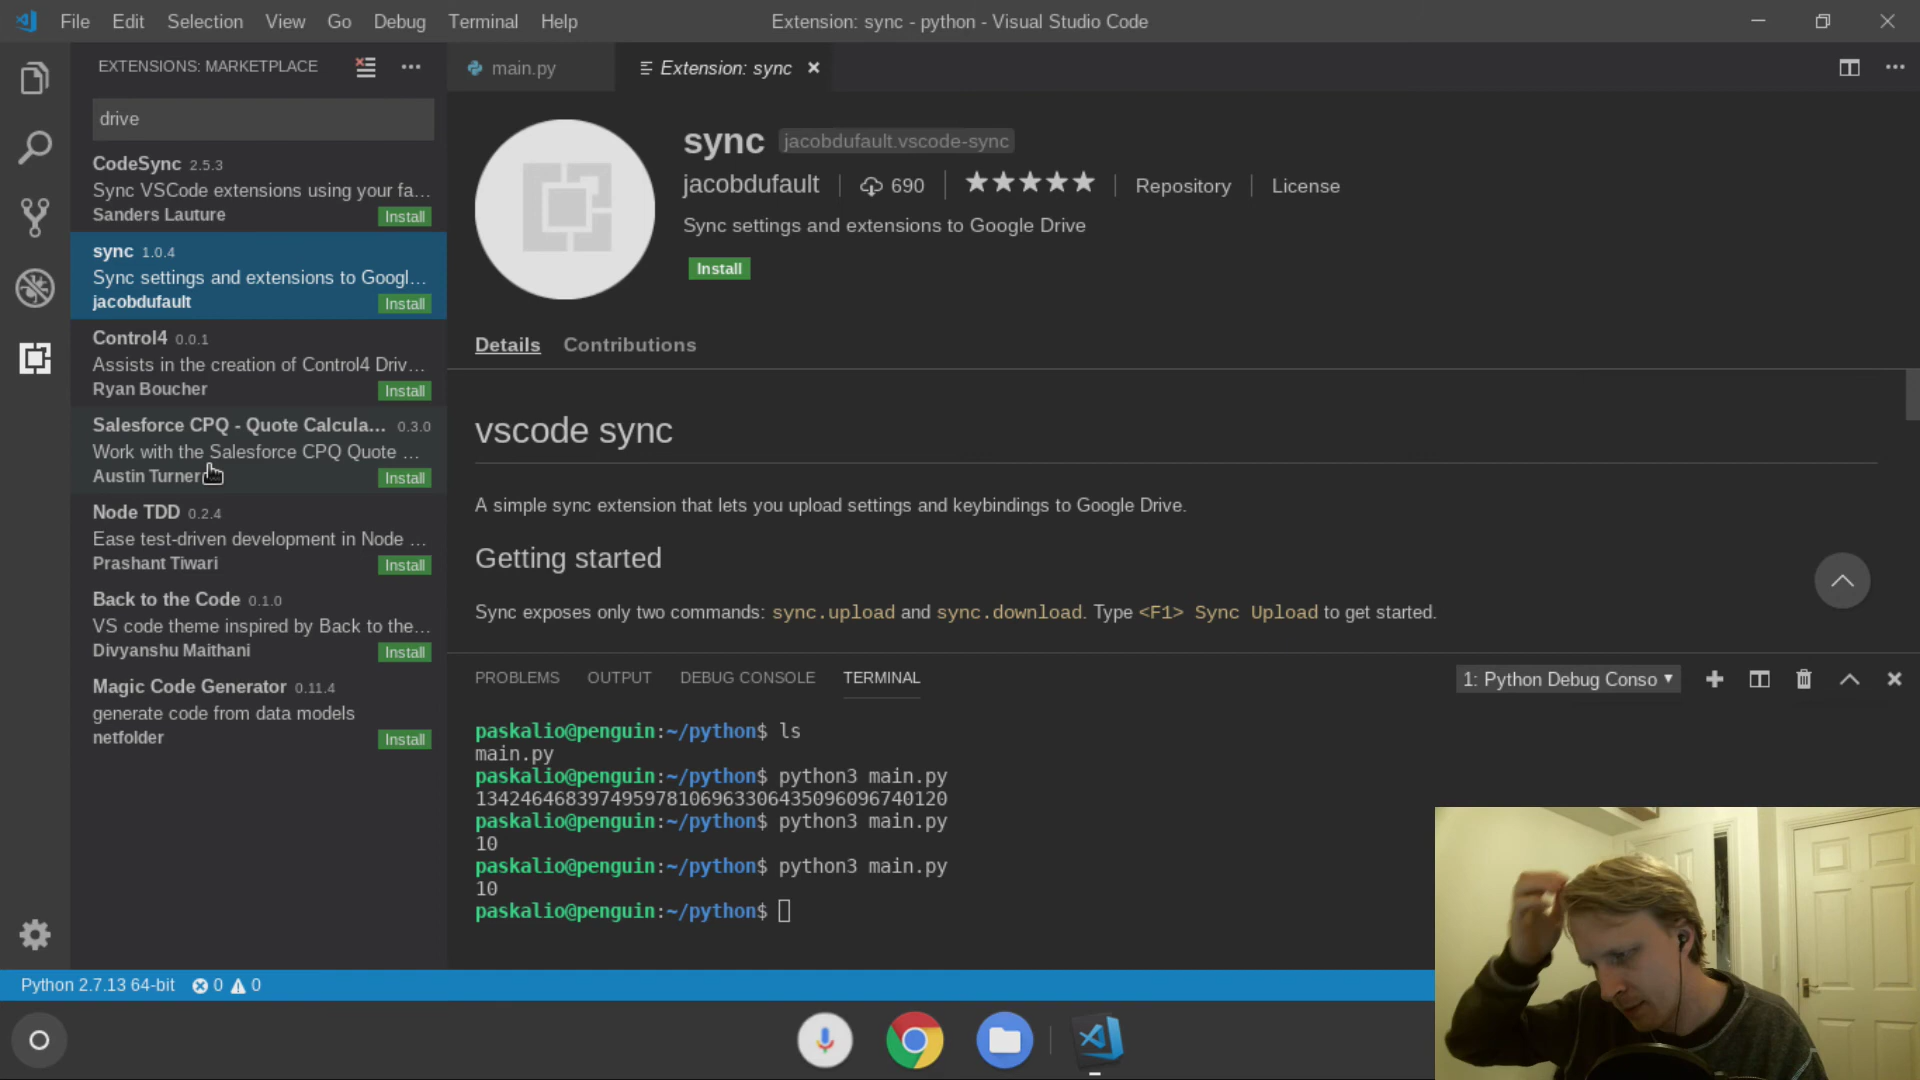 File Edit Selection View Go Debug Terminal Help
Extension: sync - python - Visual Studio Code
EXTENSIONS: MARKETPLACE
drive
CodeSync 2.5.3
Sync VSCode extensions using your fa...
Sanders Lauture Install
sync 1.0.4
Sync settings and extensions to Googl...
jacobdufault Install
Control4 0.0.1
Assists in the creation of Control4 Driv...
Ryan Boucher Install
Salesforce CPQ - Quote Calcula... 0.3.0
Work with the Salesforce CPQ Quote ...
Austin Turner Install
Node TDD 0.2.4
Ease test-driven development in Node ...
Prashant Tiwari Install
Back to the Code 0.1.0
VS code theme inspired by Back to the...
Divyanshu Maithani Install
Magic Code Generator 0.11.4
generate code from data models
netfolder Install
main.py Extension: sync
sync jacobdufault.vscode-sync
jacobdufault 690 Repository License
Sync settings and extensions to Google Drive
Install
Details Contributions
vscode sync
A simple sync extension that lets you upload settings and keybindings to Google Drive.
Getting started
Sync exposes only two commands: sync.upload and sync.download. Type <F1> Sync Upload to get started.
PROBLEMS OUTPUT DEBUG CONSOLE TERMINAL
1: Python Debug Conso
paskalio@penguin:~/python$ ls
main.py
paskalio@penguin:~/python$ python3 main.py
134246468397495978106963306435096096740120
paskalio@penguin:~/python$ python3 main.py
10
paskalio@penguin:~/python$ python3 main.py
10
paskalio@penguin:~/python$
Python 2.7.13 64-bit 0 0